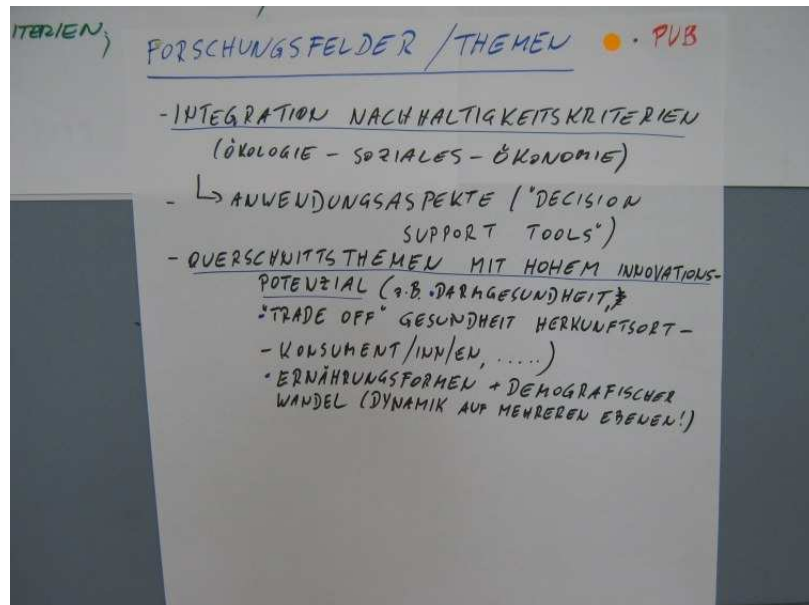 ITERIEN;
FORSCHUNGSFELDER / THEMEN • PUB
- INTEGRATION NACHHALTIGKEITSKRITERIEN
(ÖKOLOGIE - SOZIALES - ÖKONOMIE)
- ↳ ANWENDUNGSASPEKTE ("DECISION
SUPPORT TOOLS")
- QUERSCHNITTSTHEMEN MIT HOHEM INNOVATIONS-
POTENZIAL (z.B. • DARMGESUNDHEIT,
• "TRADE OFF" GESUNDHEIT HERKUNFTSORT -
- KONSUMENT/INN/EN, .....)
• ERNÄHRUNGSFORMEN + DEMOGRAFISCHER
WANDEL (DYNAMIK AUF MEHREREN EBENEN!)